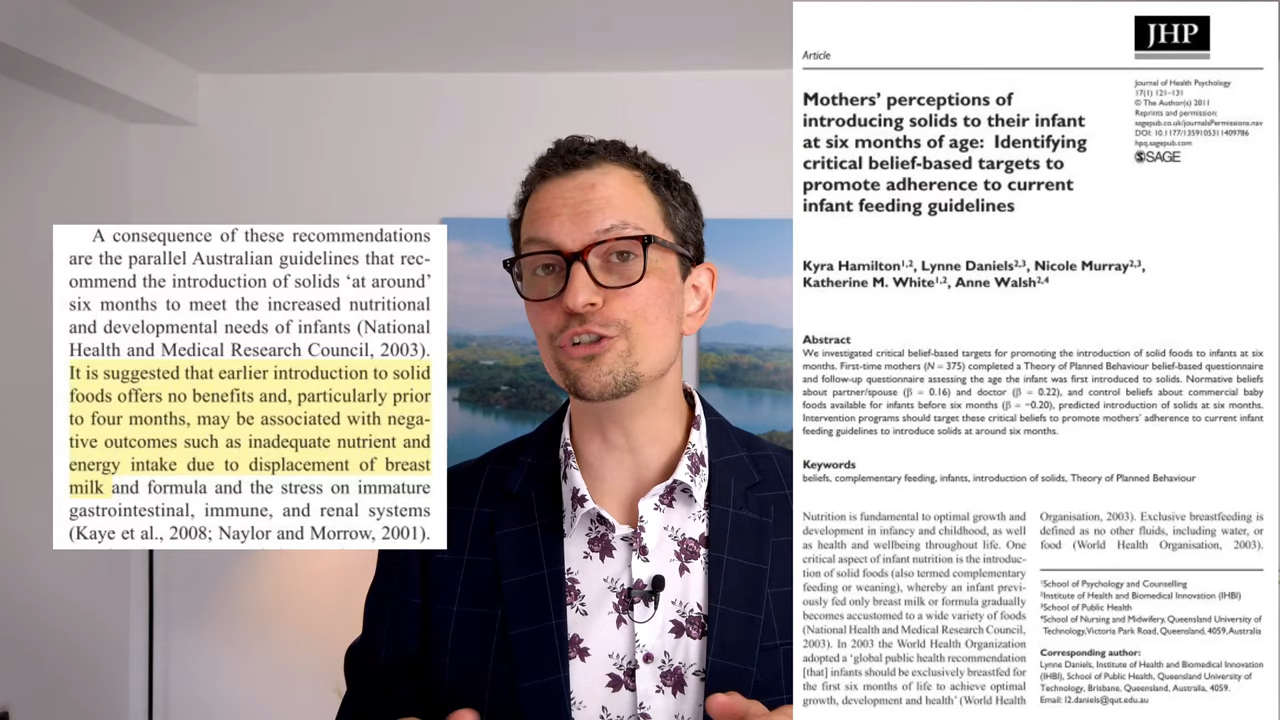 A consequence of these recommendations
are the parallel Australian guidelines that rec-
ommend the introduction of solids ‘at around’
six months to meet the increased nutritional
and developmental needs of infants (National
Health and Medical Research Council, 2003).
It is suggested that earlier introduction to solid
foods offers no benefits and, particularly prior
to four months, may be associated with nega-
tive outcomes such as inadequate nutrient and
energy intake due to displacement of breast
milk and formula and the stress on immature
gastrointestinal, immune, and renal systems
(Kaye et al., 2008; Naylor and Morrow, 2001).
Article
JHP
Journal of Health Psychology
17(1) 121–131
© The Author(s) 2011
Reprints and permission:
sagepub.co.uk/journalsPermissions.nav
DOI: 10.1177/1359105311409786
hpq.sagepub.com
SAGE
Mothers’ perceptions of
introducing solids to their infant
at six months of age: Identifying
critical belief-based targets to
promote adherence to current
infant feeding guidelines
Kyra Hamilton1,2, Lynne Daniels2,3, Nicole Murray2,3,
Katherine M. White1,2, Anne Walsh2,4
Abstract
We investigated critical belief-based targets for promoting the introduction of solid foods to infants at six
months. First-time mothers (N = 375) completed a Theory of Planned Behaviour belief-based questionnaire
and follow-up questionnaire assessing the age the infant was first introduced to solids. Normative beliefs
about partner/spouse (β = 0.16) and doctor (β = 0.22), and control beliefs about commercial baby
foods available for infants before six months (β = −0.20), predicted introduction of solids at six months.
Intervention programs should target these critical beliefs to promote mothers’ adherence to current infant
feeding guidelines to introduce solids at around six months.
Keywords
beliefs, complementary feeding, infants, introduction of solids, Theory of Planned Behaviour
Nutrition is fundamental to optimal growth and
development in infancy and childhood, as well
as health and wellbeing throughout life. One
critical aspect of infant nutrition is the introduc-
tion of solid foods (also termed complementary
feeding or weaning), whereby an infant previ-
ously fed only breast milk or formula gradually
becomes accustomed to a wide variety of foods
(National Health and Medical Research Council,
2003). In 2003 the World Health Organization
adopted a ‘global public health recommendation
[that] infants should be exclusively breastfed for
the first six months of life to achieve optimal
growth, development and health’ (World Health
Organisation, 2003). Exclusive breastfeeding is
defined as no other fluids, including water, or
food (World Health Organisation, 2003).
1School of Psychology and Counselling
2Institute of Health and Biomedical Innovation (IHBI)
3School of Public Health
4School of Nursing and Midwifery, Queensland University of
Technology, Victoria Park Road, Queensland, 4059, Australia
Corresponding author:
Lynne Daniels, Institute of Health and Biomedical Innovation
(IHBI), School of Public Health, Queensland University of
Technology, Brisbane, Queensland, Australia, 4059.
Email: l2.daniels@qut.edu.au